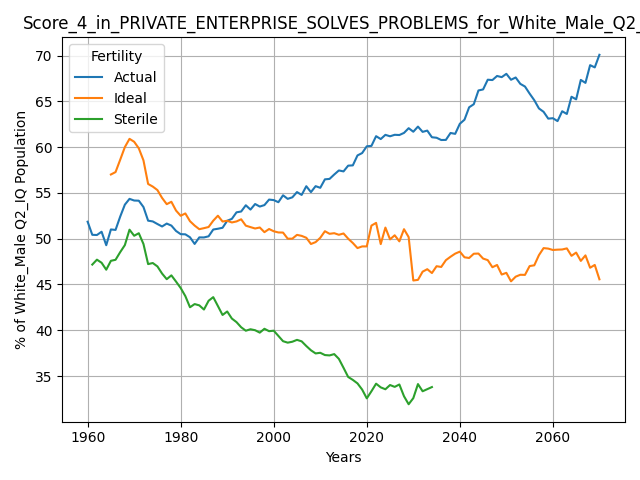 Score_4_in_PRIVATE_ENTERPRISE_SOLVES_PROBLEMS_for_White_Male_Q2_
Fertility
Actual
Ideal
Sterile
% of White_Male Q2_IQ Population
70
65
60
55
50
45
40
35
1960 1980 2000 2020 2040 2060
Years